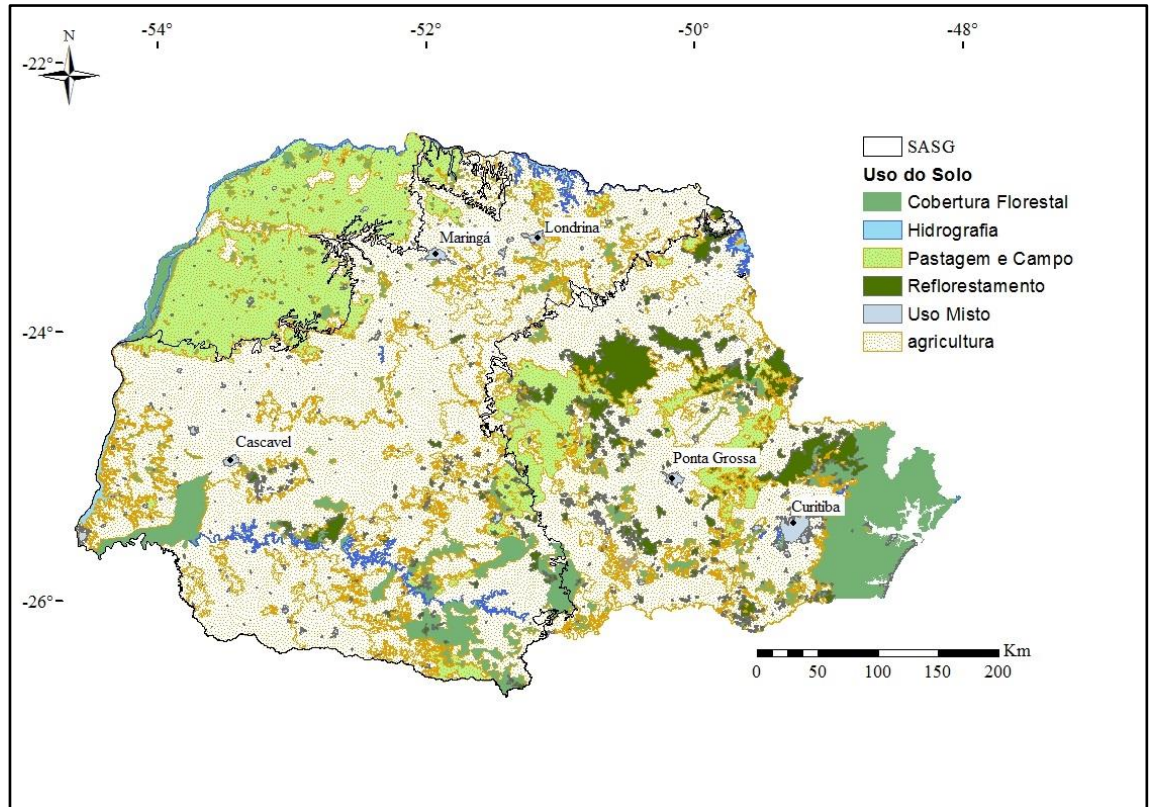 -54°
-52°
-50°
-48°
N
-22°
-24°
-26°
SASG
Uso do Solo
Cobertura Florestal
Hidrografia
Pastagem e Campo
Reflorestamento
Uso Misto
agricultura
Londrina
Maringá
Cascavel
Ponta Grossa
Curitiba
Km
0 50 100 150 200